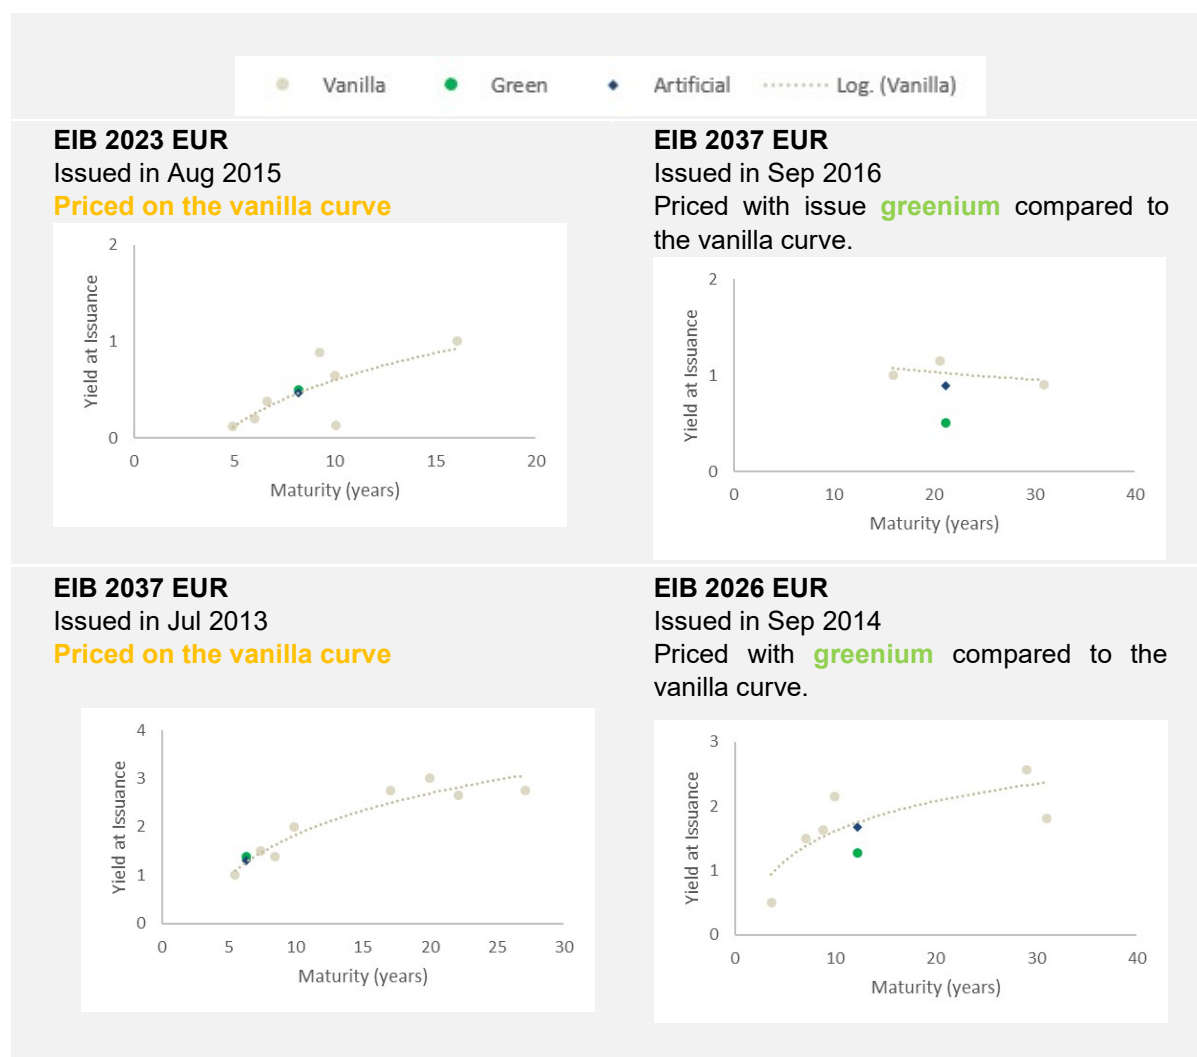 Vanilla Green Artificial Log. (Vanilla)
EIB 2023 EUR
Issued in Aug 2015
Priced on the vanilla curve
2
1
0
Yield at Issuance
0 5 10 15 20
Maturity (years)
EIB 2037 EUR
Issued in Sep 2016
Priced with issue greenium compared to
the vanilla curve.
2
1
0
Yield at Issuance
0 10 20 30 40
Maturity (years)
EIB 2037 EUR
Issued in Jul 2013
Priced on the vanilla curve
4
3
2
1
0
Yield at Issuance
0 5 10 15 20 25 30
Maturity (years)
EIB 2026 EUR
Issued in Sep 2014
Priced with greenium compared to the
vanilla curve.
3
2
1
0
Yield at Issuance
0 10 20 30 40
Maturity (years)